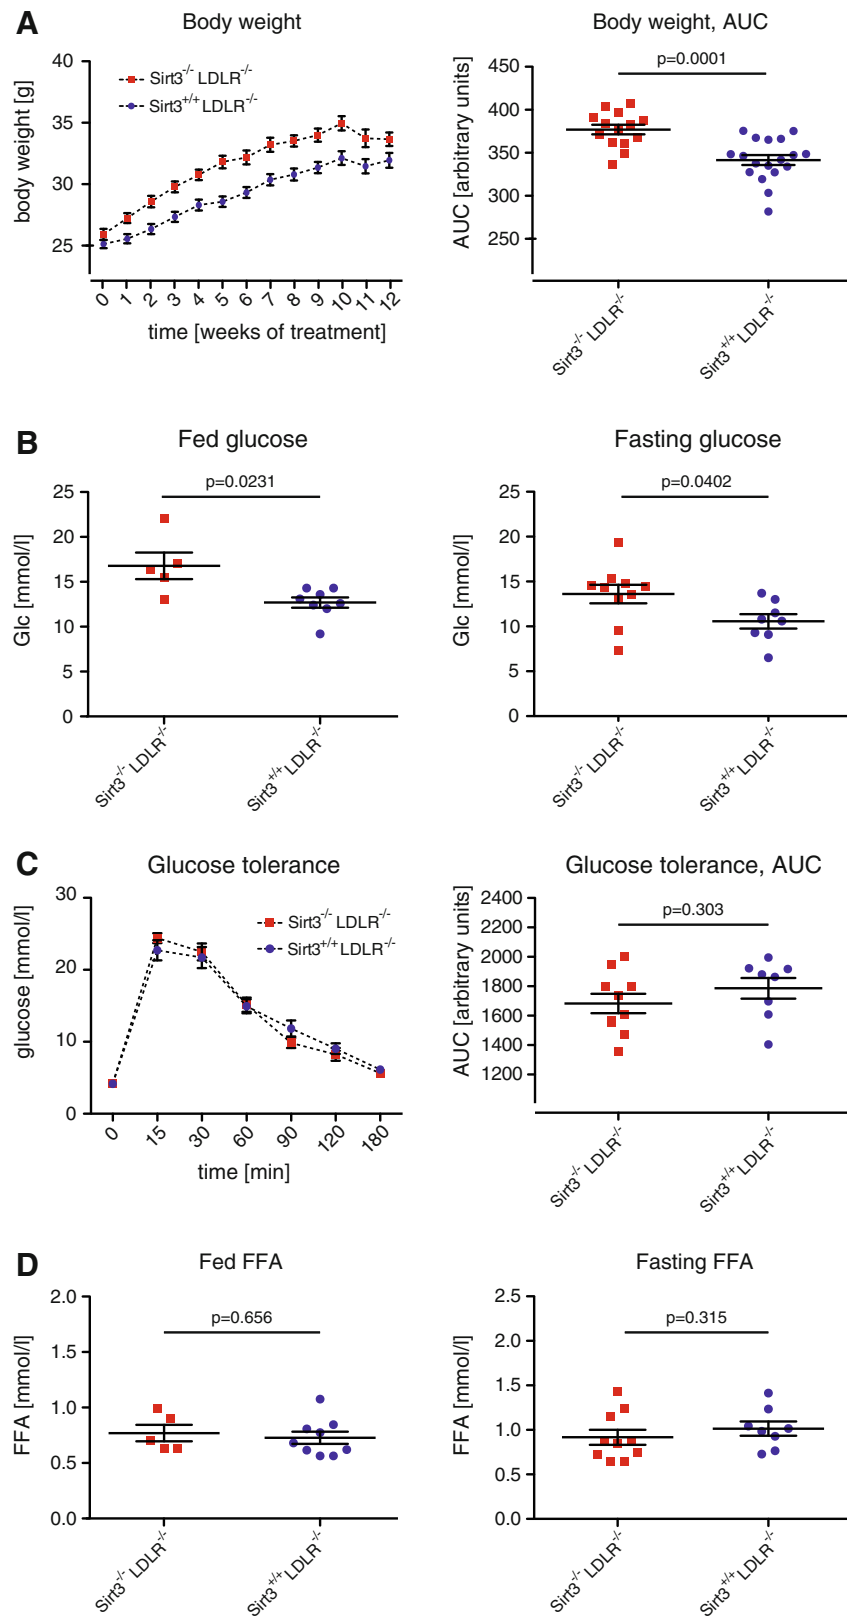 A
Body weight
body weight [g]
40
35
30
25
Sirt3-/- LDLR-/-
Sirt3+/+ LDLR-/-
0 1 2 3 4 5 6 7 8 9 10 11 12
time [weeks of treatment]
Body weight, AUC
AUC [arbitrary units]
450
400
350
300
250
p=0.0001
Sirt3-/- LDLR-/-
Sirt3+/+ LDLR-/-
B
Fed glucose
Glc [mmol/l]
25
20
15
10
5
0
p=0.0231
Sirt3-/- LDLR-/-
Sirt3+/+ LDLR-/-
Fasting glucose
Glc [mmol/l]
25
20
15
10
5
0
p=0.0402
Sirt3-/- LDLR-/-
Sirt3+/+ LDLR-/-
C
Glucose tolerance
glucose [mmol/l]
30
20
10
0
Sirt3-/- LDLR-/-
Sirt3+/+ LDLR-/-
0 15 30 60 90 120 180
time [min]
Glucose tolerance, AUC
AUC [arbitrary units]
2400
2200
2000
1800
1600
1400
1200
p=0.303
Sirt3-/- LDLR-/-
Sirt3+/+ LDLR-/-
D
Fed FFA
FFA [mmol/l]
2.0
1.5
1.0
0.5
0.0
p=0.656
Sirt3-/- LDLR-/-
Sirt3+/+ LDLR-/-
Fasting FFA
FFA [mmol/l]
2.5
2.0
1.5
1.0
0.5
0.0
p=0.315
Sirt3-/- LDLR-/-
Sirt3+/+ LDLR-/-